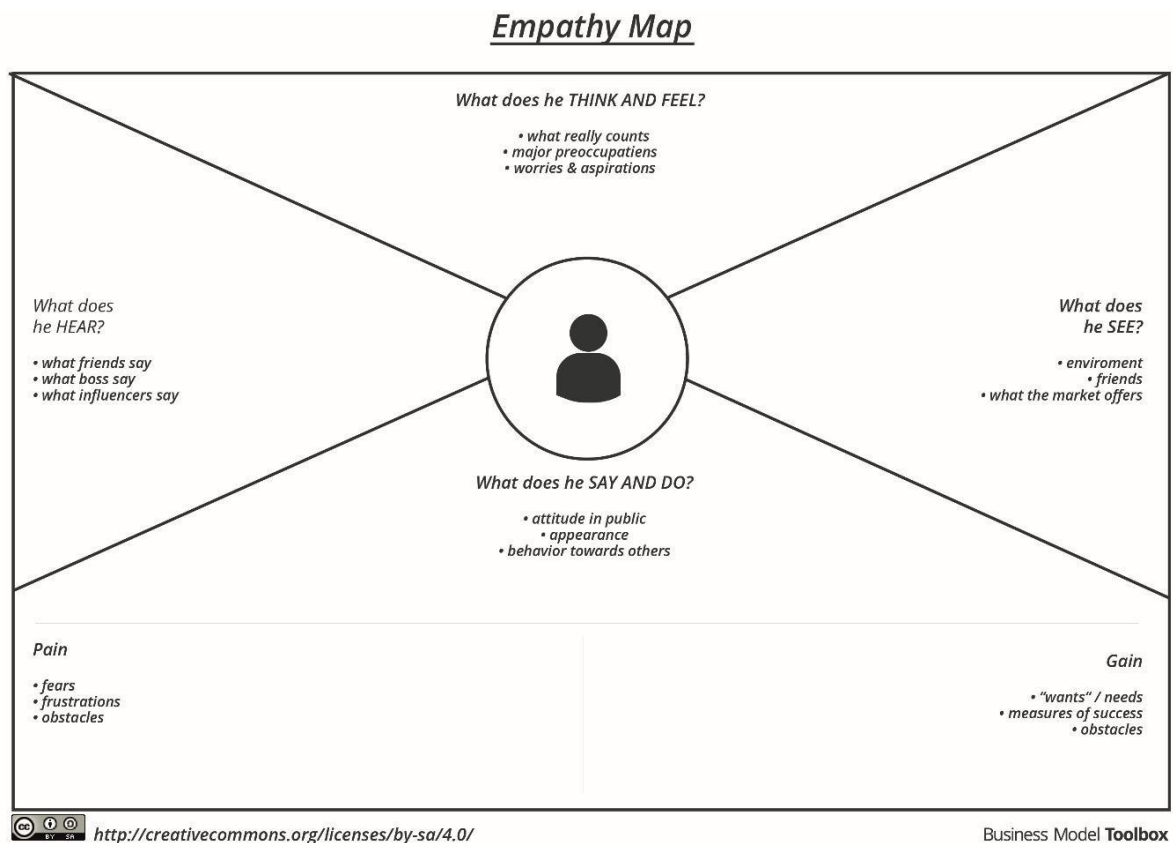 Empathy Map
What does he THINK AND FEEL?
• what really counts
• major preoccupatiens
• worries & aspirations
What does
he HEAR?
• what friends say
• what boss say
• what influencers say
What does
he SEE?
• enviroment
• friends
• what the market offers
What does he SAY AND DO?
• attitude in public
• appearance
• behavior towards others
Pain
• fears
• frustrations
• obstacles
Gain
• “wants“ / needs
• measures of success
• obstacles
cc BY SA http://creativecommons.org/licenses/by-sa/4.0/
Business Model Toolbox